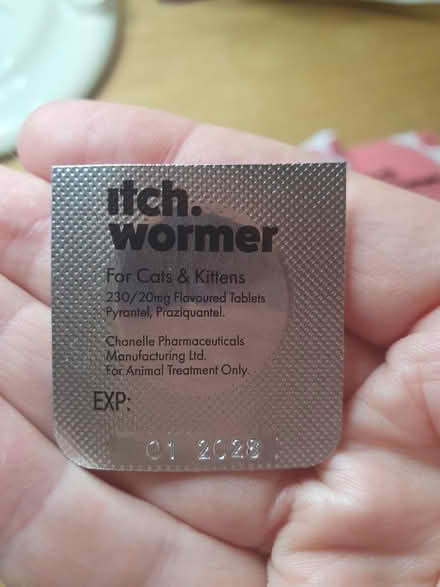 itch.
wormer
For Cats & Kittens
230/20mg Flavoured Tablets
Pyrantel, Praziquantel.
Chanelle Pharmaceuticals
Manufacturing Ltd.
For Animal Treatment Only.
EXP:
01 2028